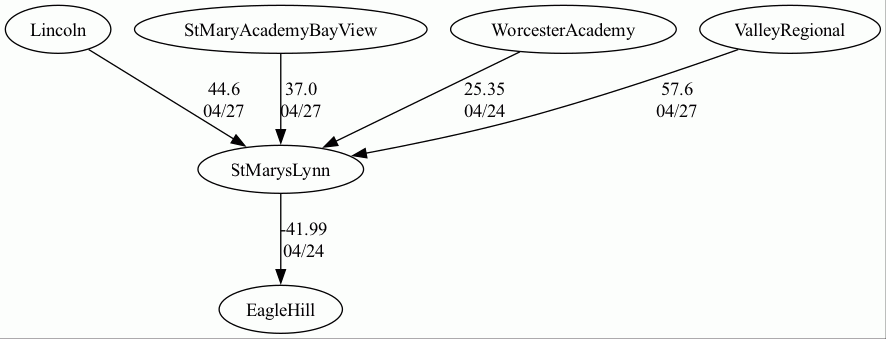 Lincoln
StMaryAcademyBayView
WorcesterAcademy
ValleyRegional
44.6
04/27
37.0
04/27
25.35
04/24
57.6
04/27
StMarysLynn
-41.99
04/24
EagleHill